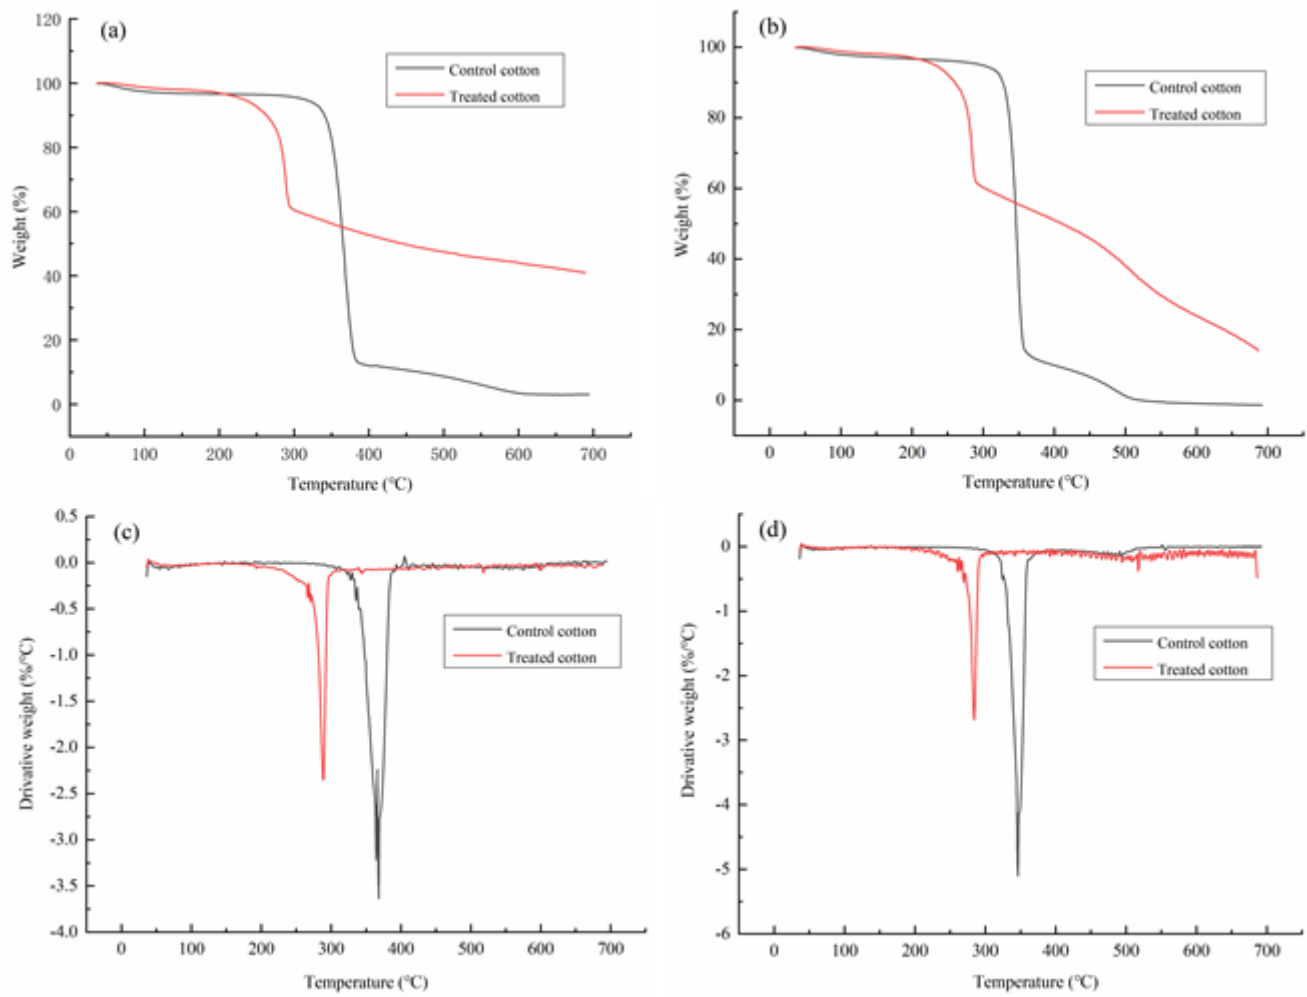 (a)
Control cotton
Treated cotton
Weight (%)
120
100
80
60
40
20
0
0 100 200 300 400 500 600 700
Temperature (℃)
(b)
Control cotton
Treated cotton
Weight (%)
100
80
60
40
20
0
0 100 200 300 400 500 600 700
Temperature (℃)
(c)
Control cotton
Treated cotton
Drivative weight (%/℃)
0.5
0.0
-0.5
-1.0
-1.5
-2.0
-2.5
-3.0
-3.5
-4.0
0 100 200 300 400 500 600 700
Temperature (℃)
(d)
Control cotton
Treated cotton
Drivative weight (%/℃)
0
-1
-2
-3
-4
-5
-6
0 100 200 300 400 500 600 700
Temperature (℃)